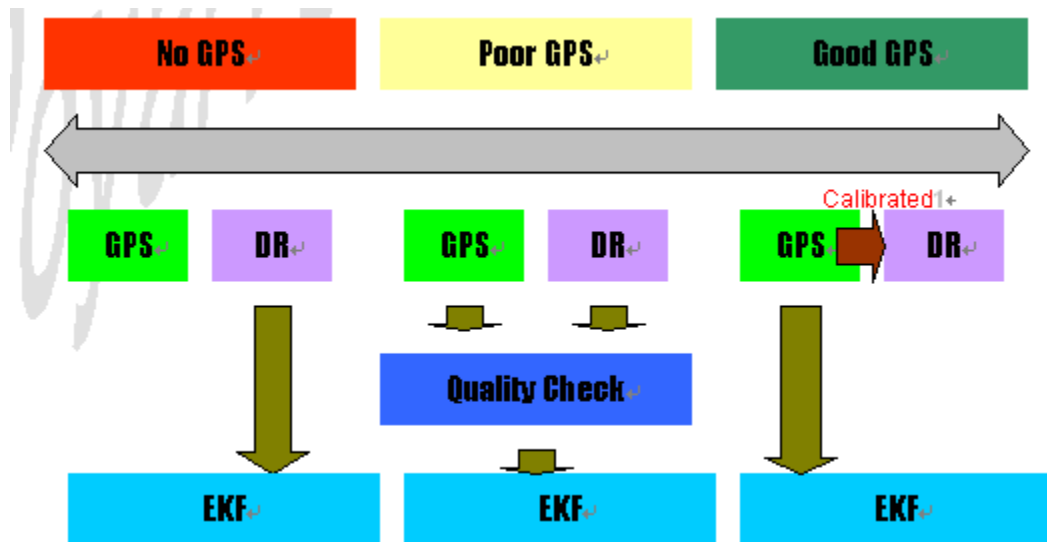 No GPS
Poor GPS
Good GPS
Calibrated1
GPS
DR
GPS
DR
GPS
DR
Quality Check
EKF
EKF
EKF